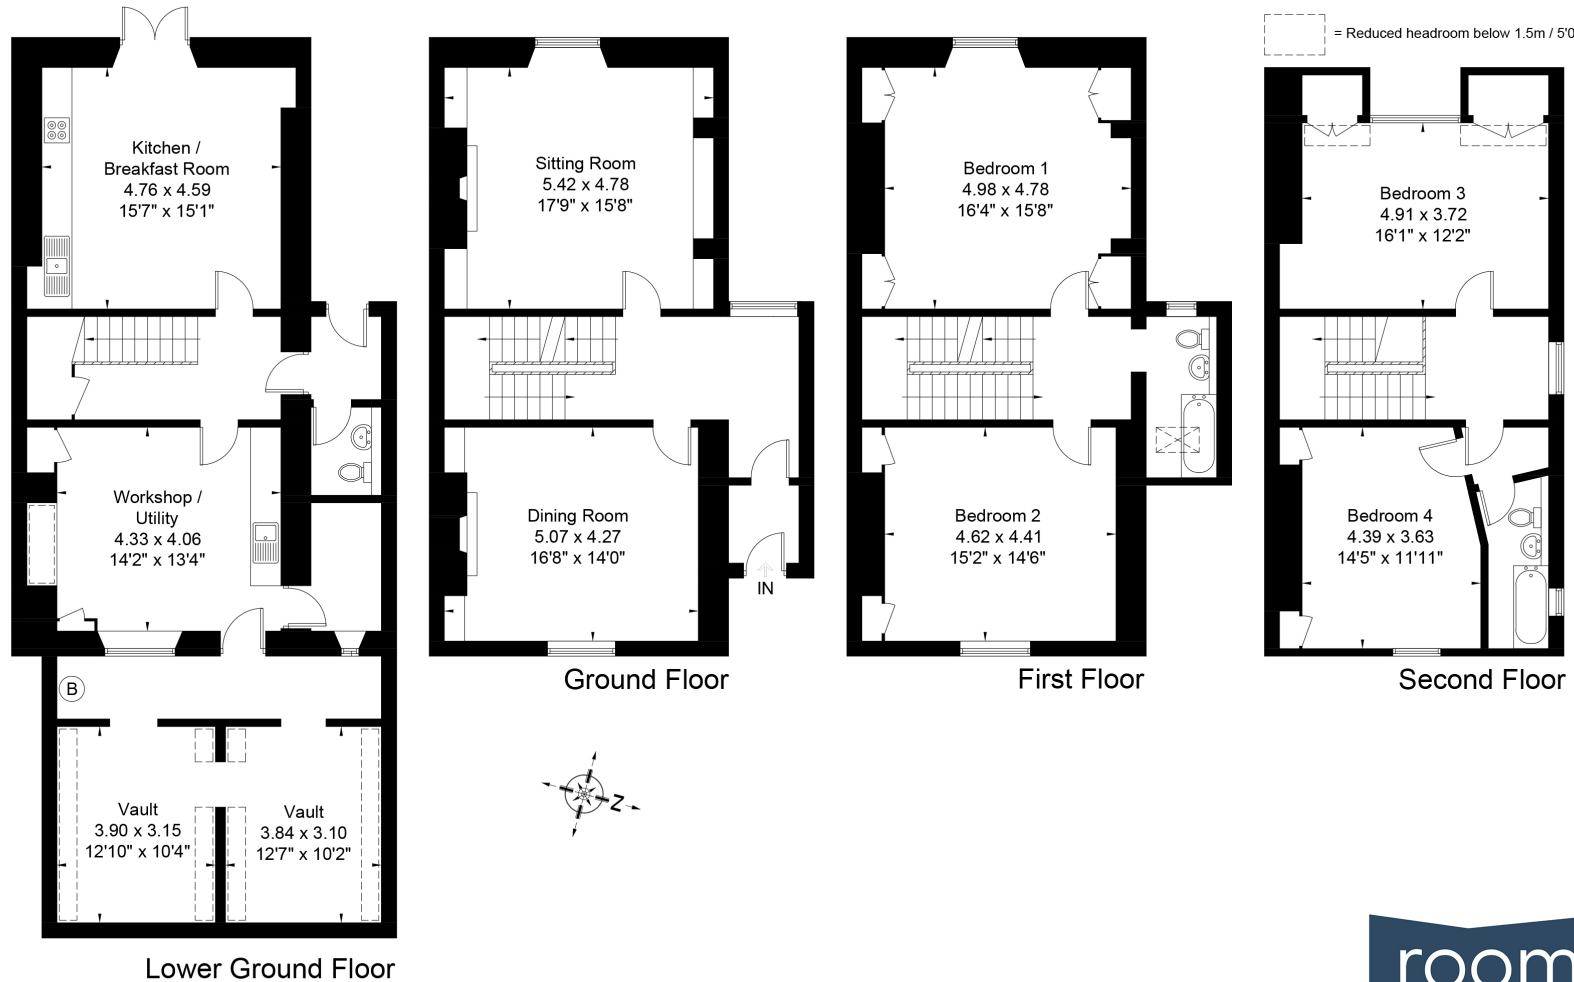 = Reduced headroom below 1.5m / 5'0
Kitchen /
Breakfast Room
4.76 x 4.59
15'7" x 15'1"
Workshop /
Utility
4.33 x 4.06
14'2" x 13'4"
B
Vault
3.90 x 3.15
12'10" x 10'4"
Vault
3.84 x 3.10
12'7" x 10'2"
Lower Ground Floor
Sitting Room
5.42 x 4.78
17'9" x 15'8"
Dining Room
5.07 x 4.27
16'8" x 14'0"
IN
Ground Floor
Bedroom 1
4.98 x 4.78
16'4" x 15'8"
Bedroom 2
4.62 x 4.41
15'2" x 14'6"
First Floor
Bedroom 3
4.91 x 3.72
16'1" x 12'2"
Bedroom 4
4.39 x 3.63
14'5" x 11'11"
Second Floor
Z
room